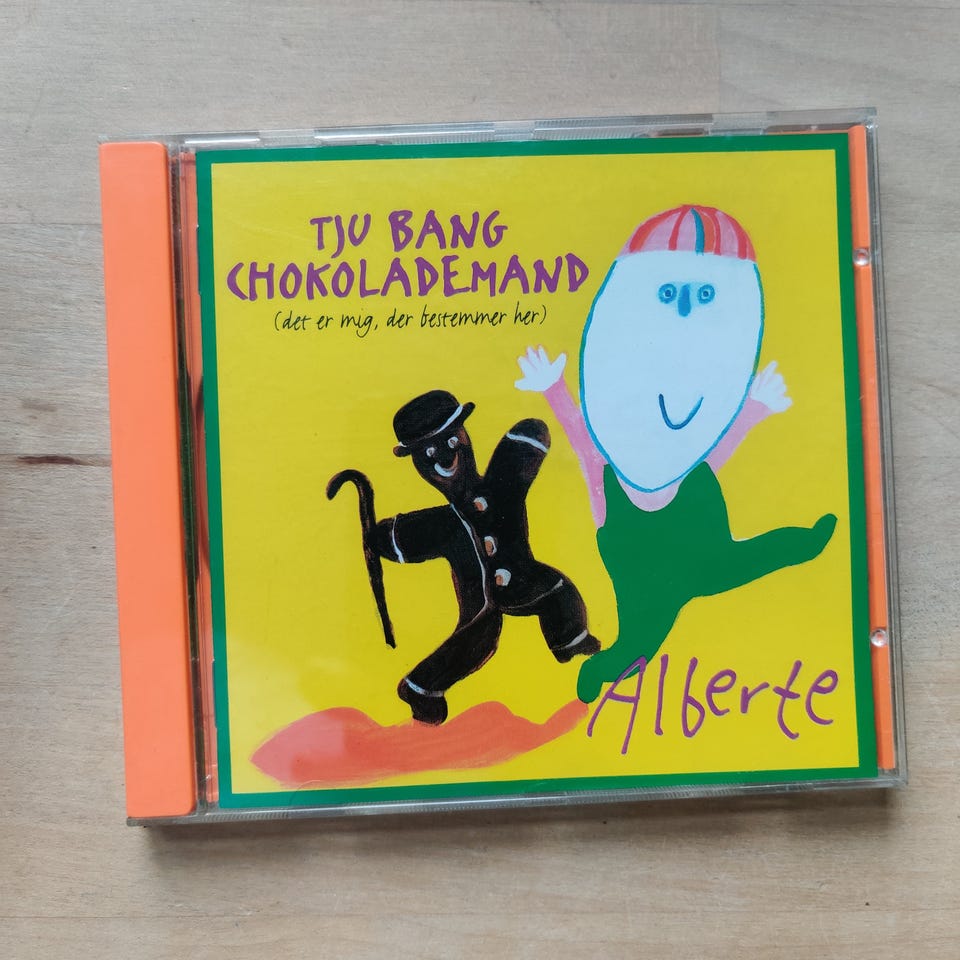 TJU BANG
CHOKOLADEMAND
(det er mig, der bestemmer her)
Alberte